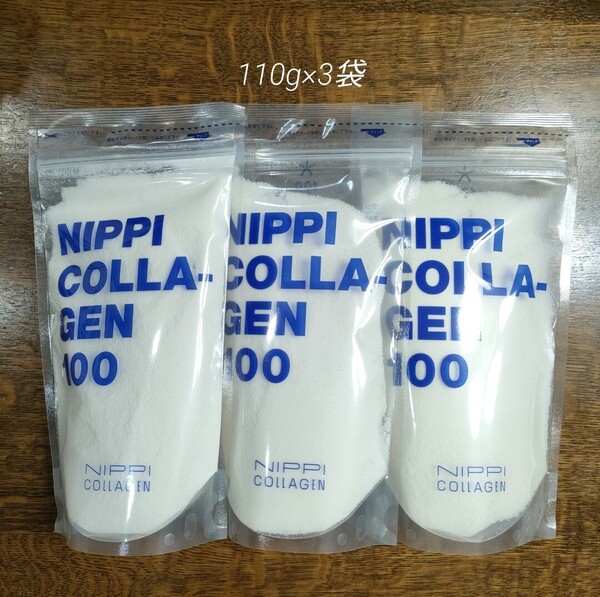 110g×3袋
NIPPI
COLLA-
GEN
100
NIPPI
COLLAGEN
NIPPI
COLLA-
GEN
100
NIPPI
COLLAGEN
NIPPI
COLLA-
GEN
100
NIPPI
COLLAGEN